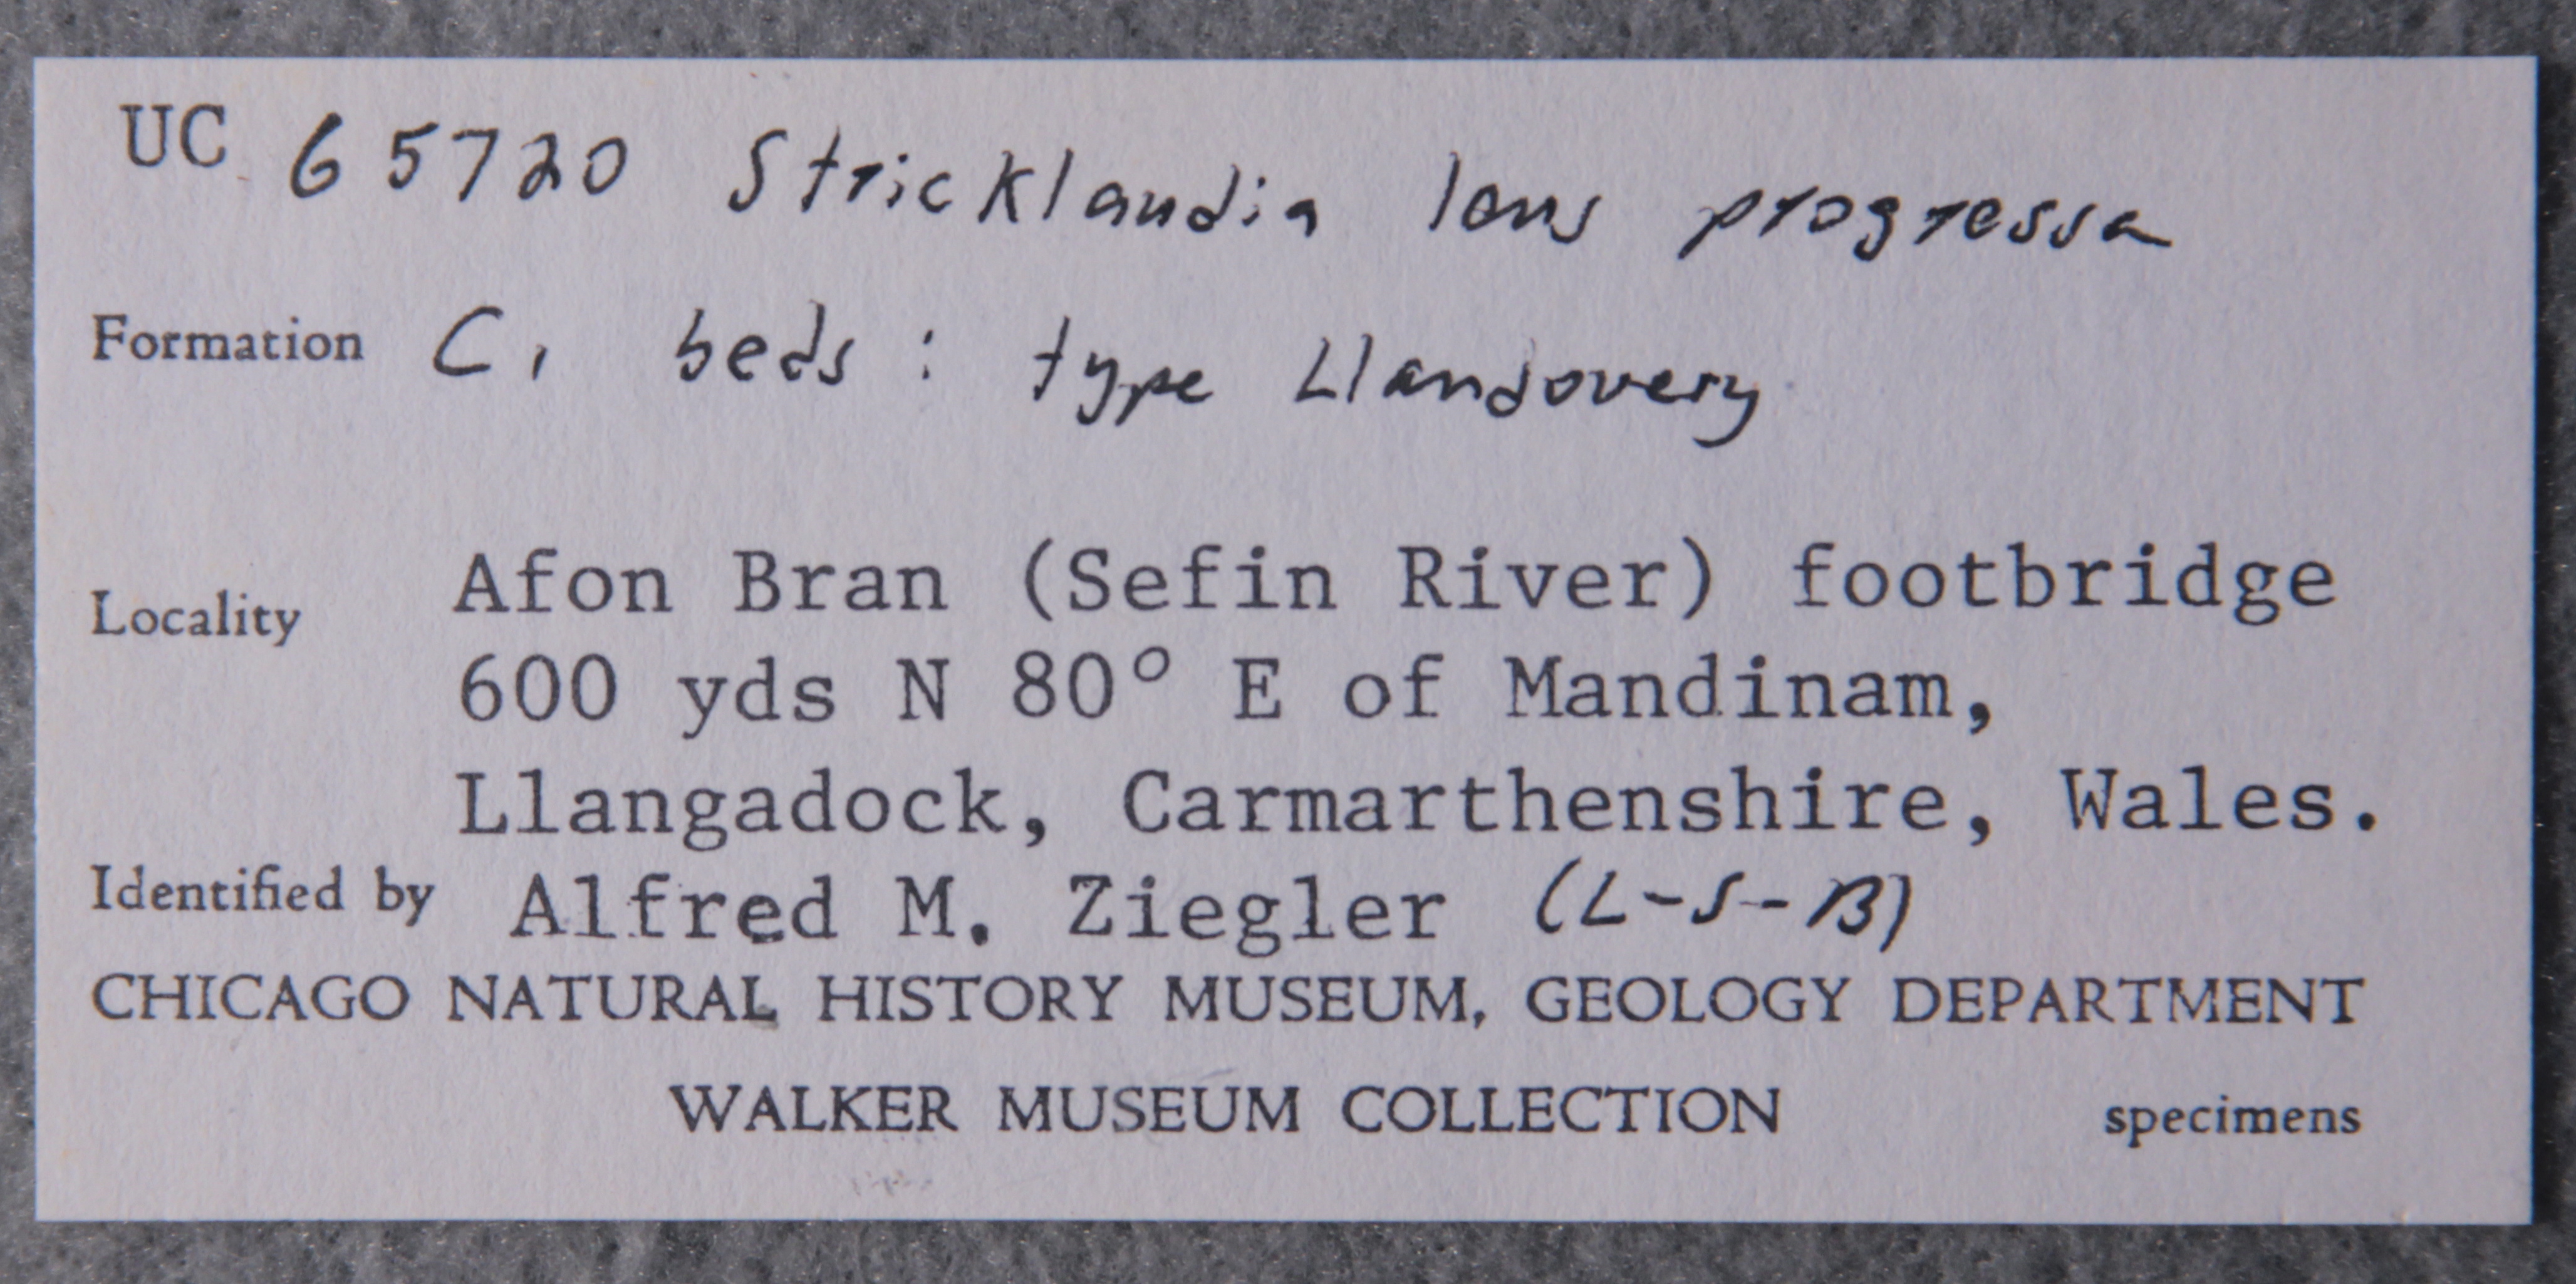 UC 65720 Stricklandia lens progressa
Formation C1 beds : type Llandovery
Locality Afon Bran (Sefin River) footbridge
600 yds N 80° E of Mandinam,
Llangadock, Carmarthenshire, Wales.
Identified by Alfred M. Ziegler (L-S-B)
CHICAGO NATURAL HISTORY MUSEUM, GEOLOGY DEPARTMENT
WALKER MUSEUM COLLECTION specimens